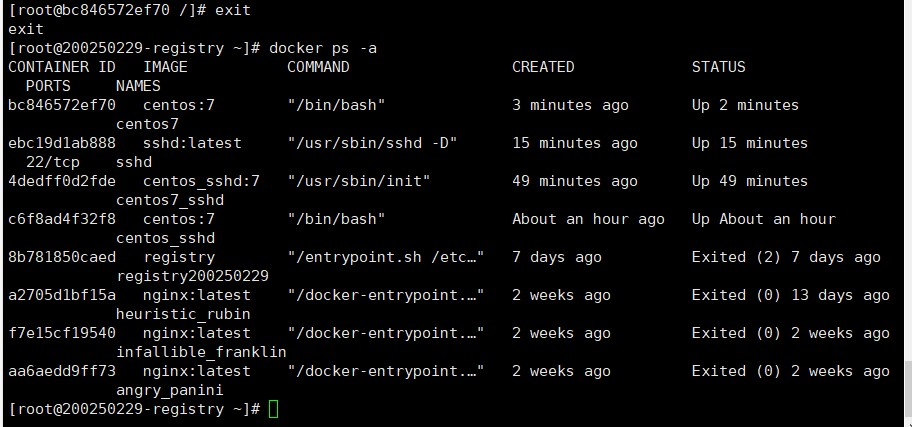 [root@bc846572ef70 /]# exit
exit
[root@200250229-registry ~]# docker ps -a
CONTAINER ID   IMAGE            COMMAND                  CREATED             STATUS
  PORTS     NAMES
bc846572ef70   centos:7         "/bin/bash"              3 minutes ago       Up 2 minutes
            centos7
ebc19d1ab888   sshd:latest      "/usr/sbin/sshd -D"      15 minutes ago      Up 15 minutes
  22/tcp    sshd
4dedff0d2fde   centos_sshd:7    "/usr/sbin/init"         49 minutes ago      Up 49 minutes
            centos7_sshd
c6f8ad4f32f8   centos:7         "/bin/bash"              About an hour ago   Up About an hour
            centos_sshd
8b781850caed   registry         "/entrypoint.sh /etc…"   7 days ago          Exited (2) 7 days ago
            registry200250229
a2705d1bf15a   nginx:latest     "/docker-entrypoint.…"   2 weeks ago         Exited (0) 13 days ago
            heuristic_rubin
f7e15cf19540   nginx:latest     "/docker-entrypoint.…"   2 weeks ago         Exited (0) 2 weeks ago
            infallible_franklin
aa6aedd9ff73   nginx:latest     "/docker-entrypoint.…"   2 weeks ago         Exited (0) 2 weeks ago
            angry_panini
[root@200250229-registry ~]#